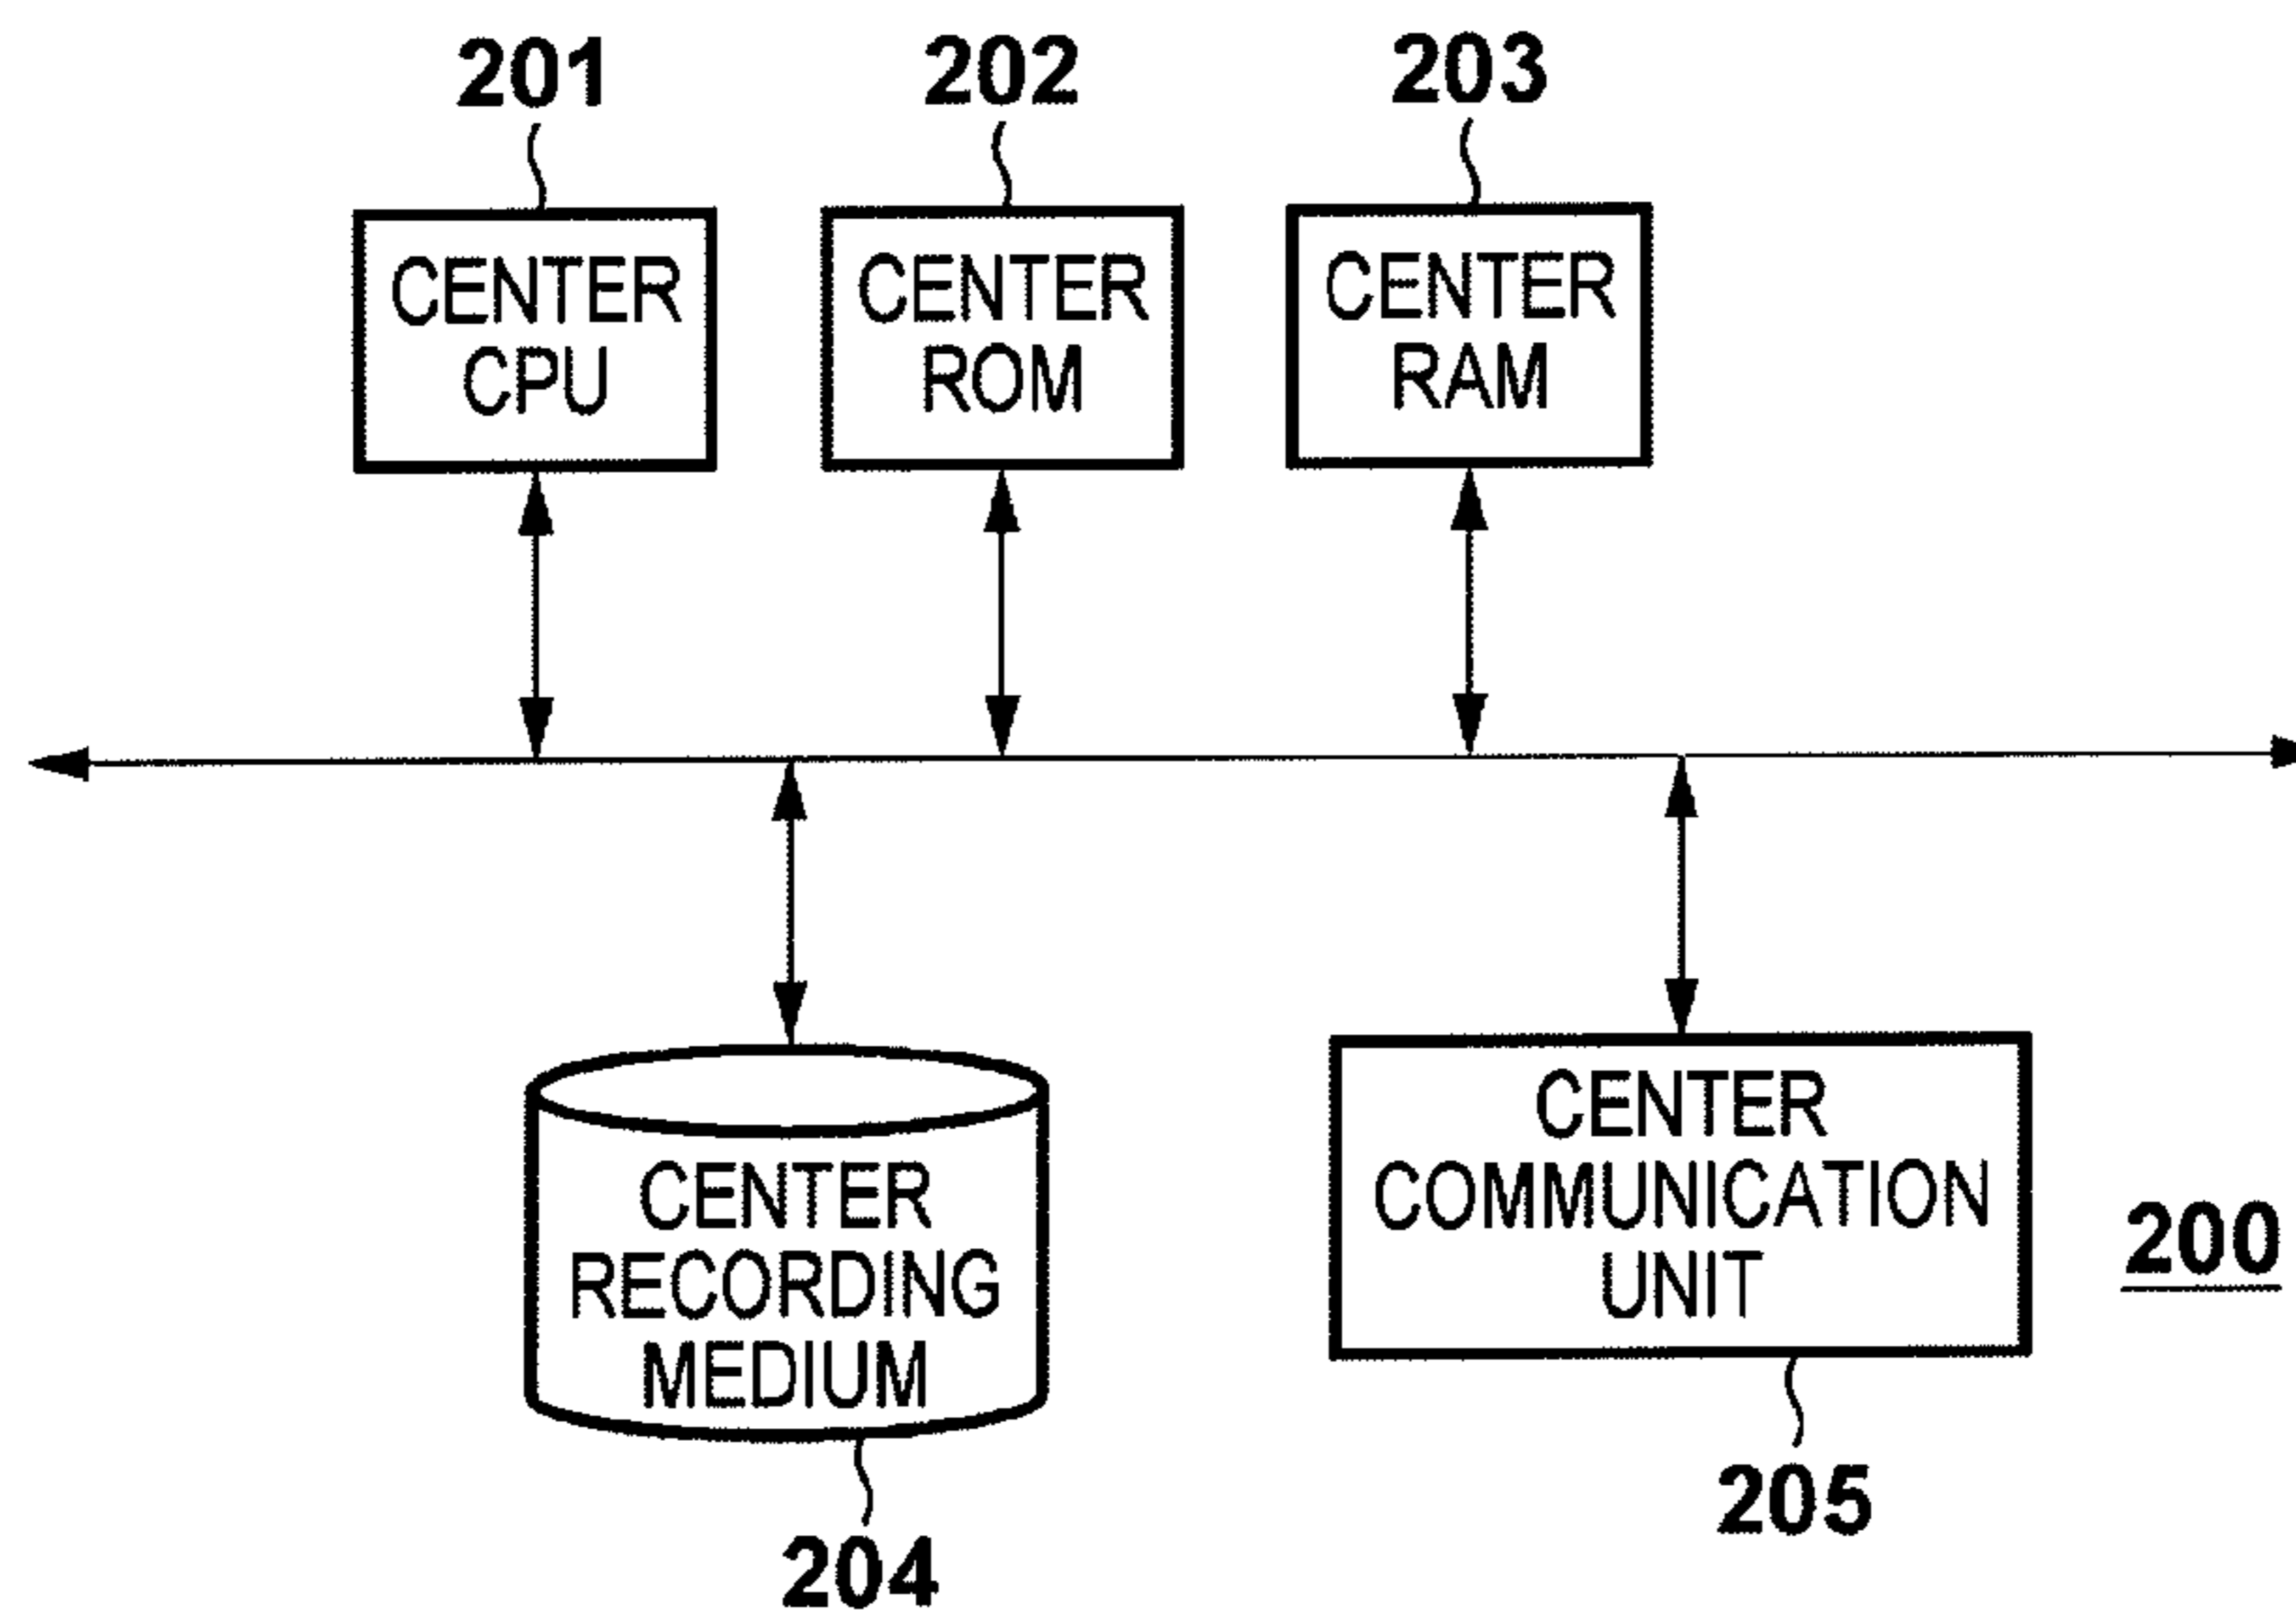 201
202
203
CENTER
CPU
CENTER
ROM
CENTER
RAM
CENTER
RECORDING
MEDIUM
CENTER
COMMUNICATION
UNIT
200
204
205